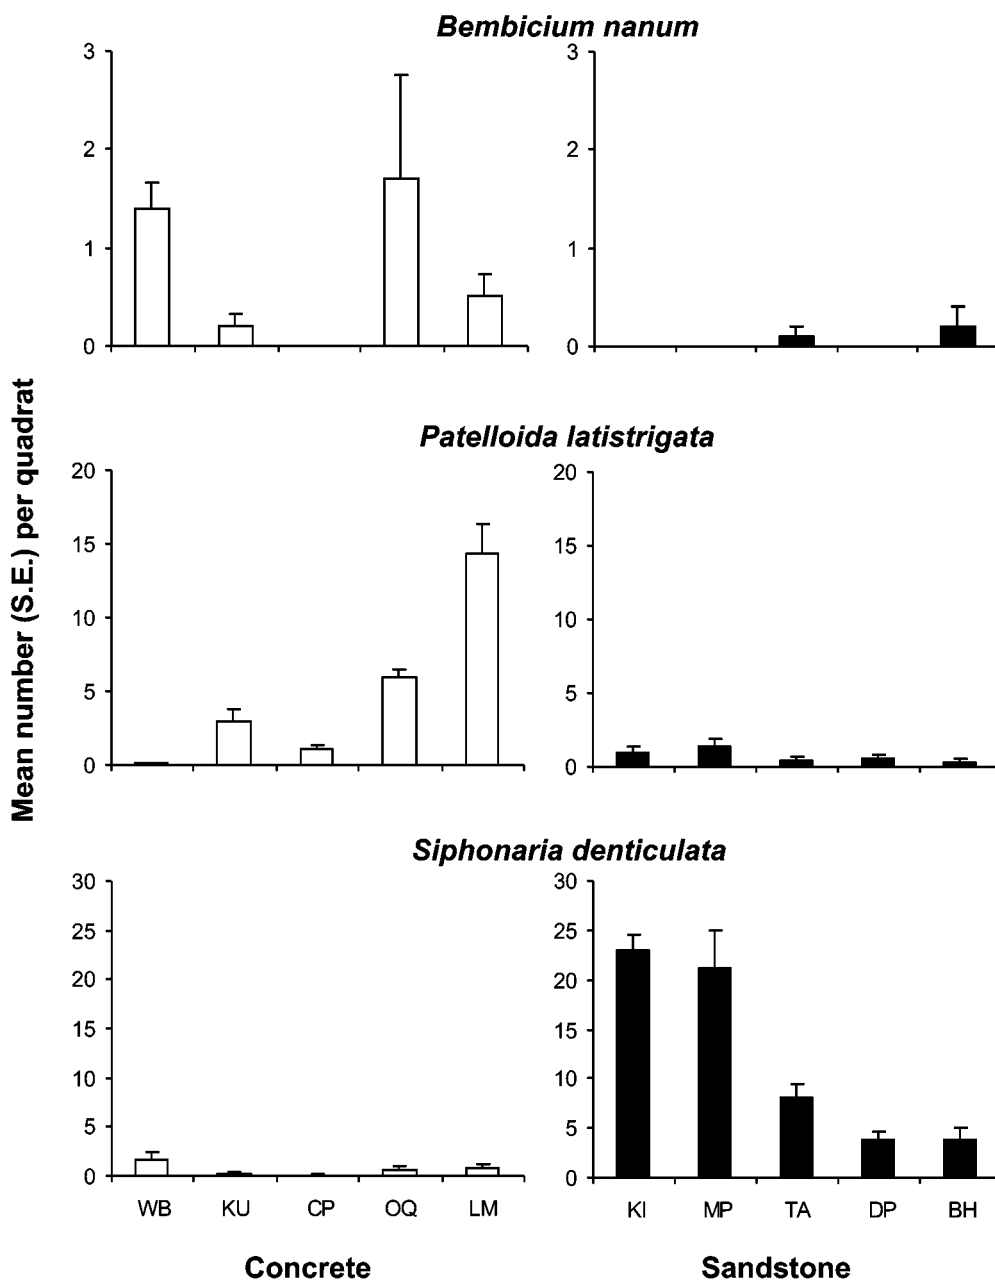 Bembicium nanum
3 3
2 2
1 1
0 0
Mean number (S.E.) per quadrat
Patelloida latistrigata
20 20
15 15
10 10
5 5
0 0
Siphonaria denticulata
30 30
25 25
20 20
15 15
10 10
5 5
0 0
WB KU CP OQ LM KI MP TA DP BH
Concrete Sandstone